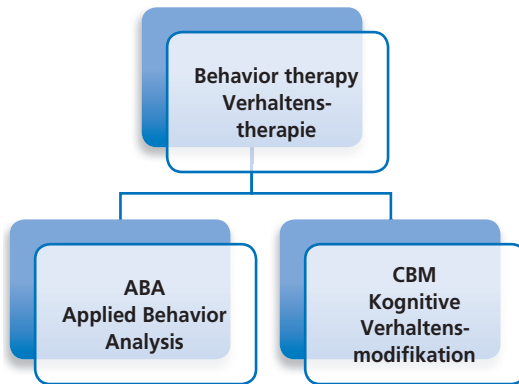 Behavior therapy
Verhaltens-
therapie
ABA
Applied Behavior
Analysis
CBM
Kognitive
Verhaltens-
modifikation